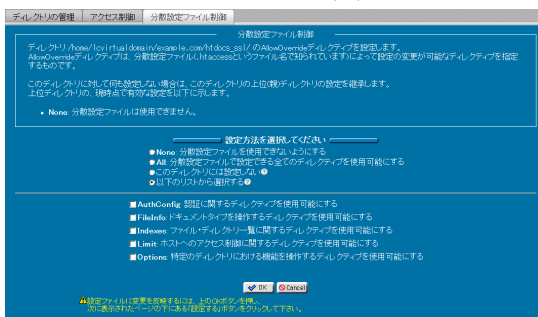 ディレクトリの管理 アクセス制御 分散設定ファイル制御
分散設定ファイル制御
ディレクトリ /home/lcvirtualdomain/example.com/htdocs_ssl/ のAllowOverrideディレクティブを設定します。
AllowOverrideディレクティブは、分散設定ファイル(.htaccessというファイル名で知られています)によって設定の変更が可能なディレクティブを指定
するものです。
このディレクトリに対して何も設定しない場合は、このディレクトリの上位(親)ディレクトリの設定を継承します。
上位ディレクトリの、現時点で有効な設定を以下に示します。
• None: 分散設定ファイルは使用できません。
設定方法を選択してください
None: 分散設定ファイルを使用できないようにする
All: 分散設定ファイルで設定できる全てのディレクティブを使用可能にする
このディレクトリには設定しない
以下のリストから選択する
AuthConfig: 認証に関するディレクティブを使用可能にする
FileInfo: ドキュメントタイプを操作するディレクティブを使用可能にする
Indexes: ファイル・ディレクトリ一覧に関するディレクティブを使用可能にする
Limit: ホストへのアクセス制御に関するディレクティブを使用可能にする
Options: 特定のディレクトリにおける機能を操作するディレクティブを使用可能にする
OK Cancel
設定ファイルに変更を反映するには、上のOKボタンを押し、
次に表示されたページの下にある「設定する」ボタンをクリックして下さい。